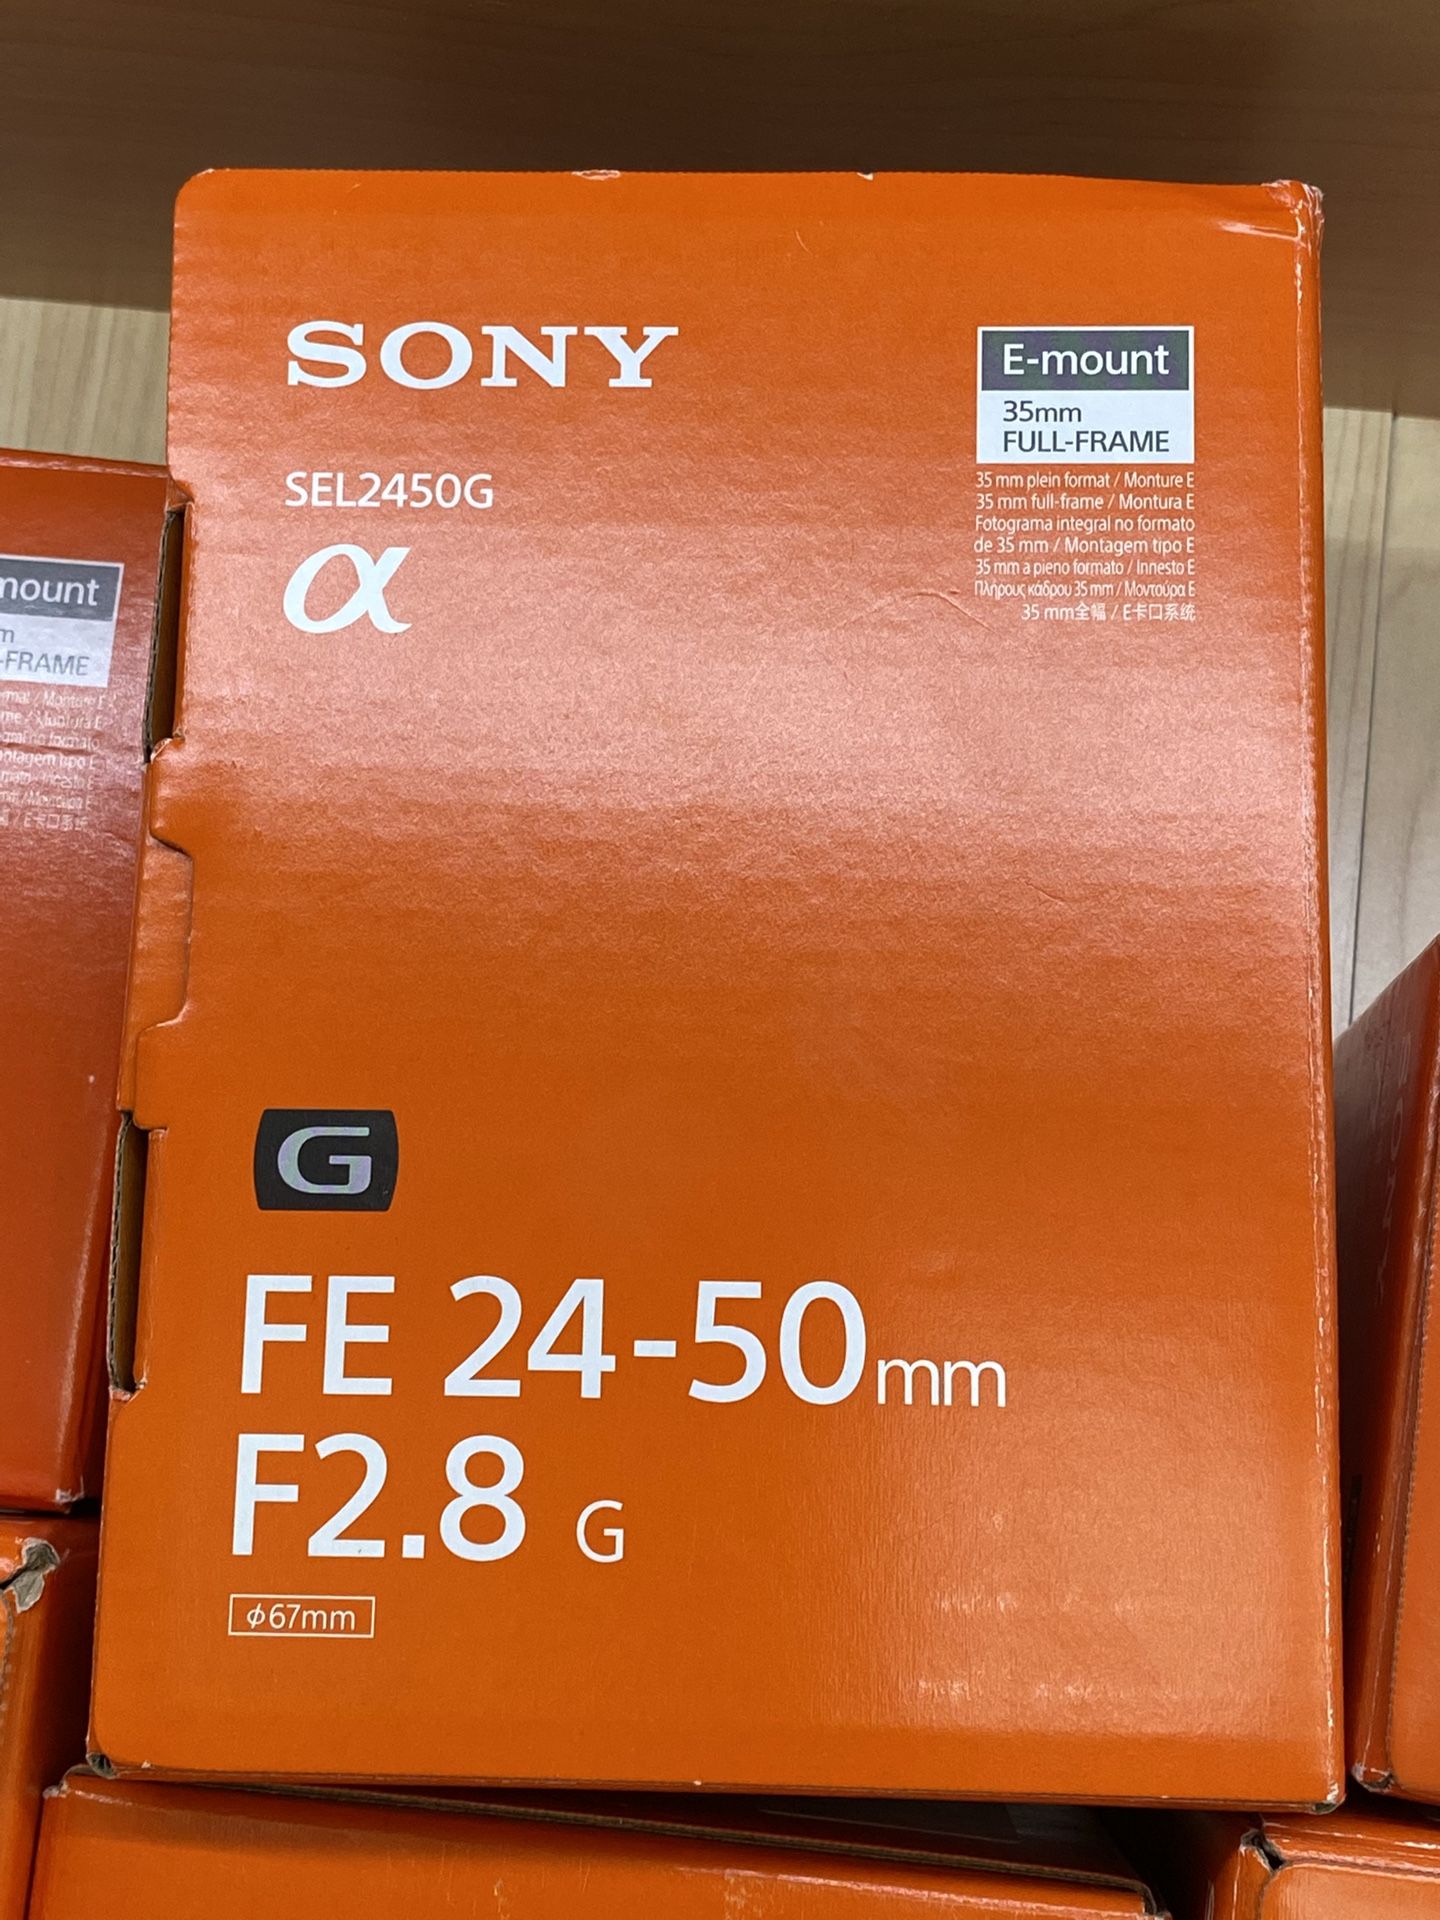 SONY
SEL2450G
α
E-mount
35mm
FULL-FRAME
35 mm plein format / Monture E
35 mm full-frame / Montura E
Fotograma integral no formato
de 35 mm / Montagem tipo E
35 mm a pieno formato / Innesto E
Πλήρους κάδρου 35 mm / Μοντούρα E
35 mm全幅 / E卡口系统
G
FE 24-50mm
F2.8 G
ϕ67mm
mount
-FRAME